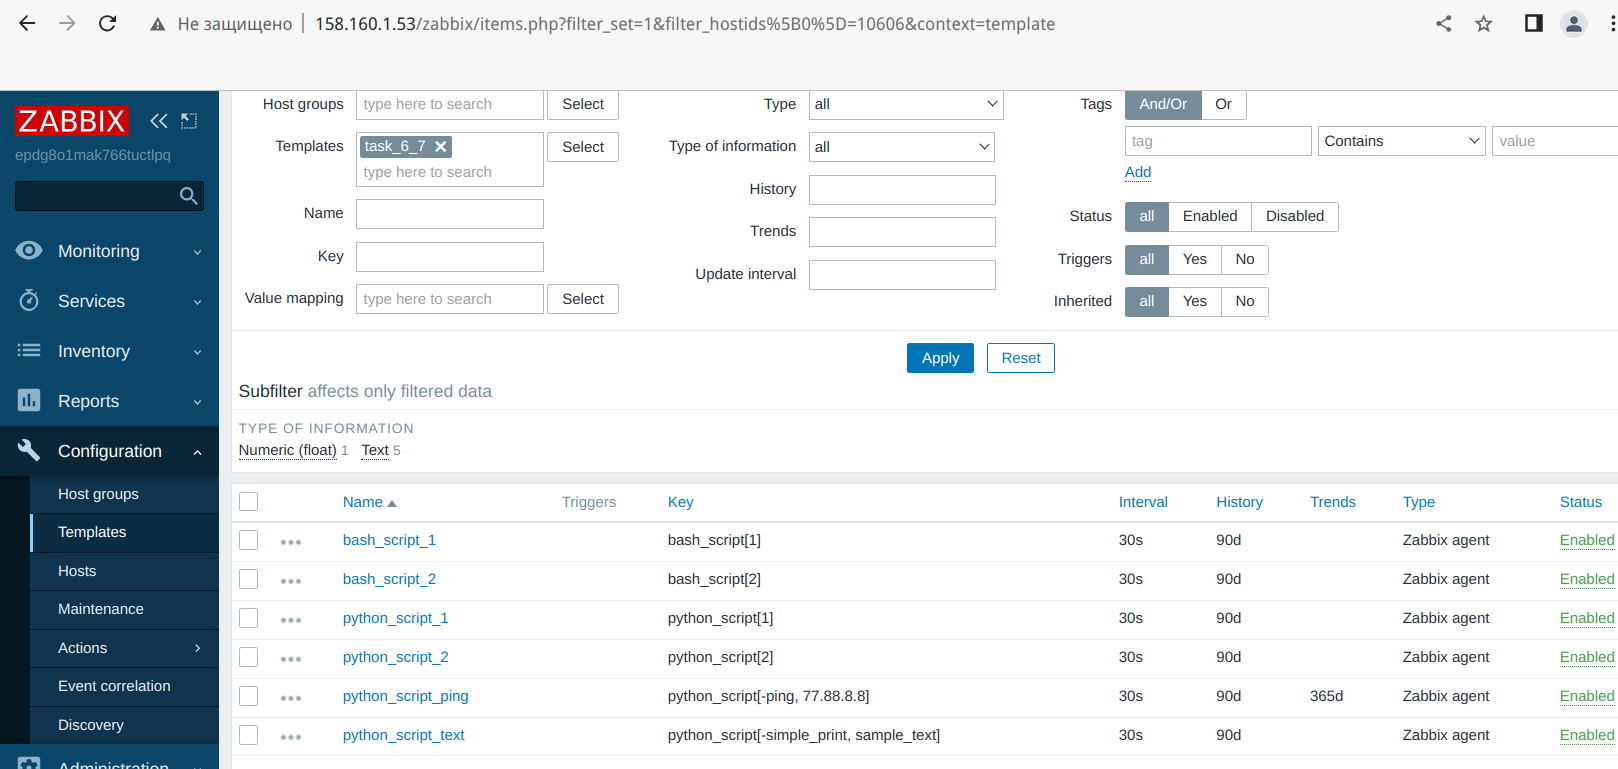 Не защищено 158.160.1.53/zabbix/items.php?filter_set=1&filter_hostids%5B0%5D=10606&context=template
ZABBIX
epdg8o1mak766tuctlpq
Monitoring
Services
Inventory
Reports
Configuration
Host groups
Templates
Hosts
Maintenance
Actions
Event correlation
Discovery
Administration
Host groups type here to search Select
Templates task_6_7 Select
type here to search
Name
Key
Value mapping type here to search Select
Type all
Type of information all
History
Trends
Update interval
Tags And/Or Or
tag Contains value
Add
Status all Enabled Disabled
Triggers all Yes No
Inherited all Yes No
Apply Reset
Subfilter affects only filtered data
TYPE OF INFORMATION
Numeric (float) 1 Text 5
Name Triggers Key Interval History Trends Type Status
bash_script_1 bash_script[1] 30s 90d Zabbix agent Enabled
bash_script_2 bash_script[2] 30s 90d Zabbix agent Enabled
python_script_1 python_script[1] 30s 90d Zabbix agent Enabled
python_script_2 python_script[2] 30s 90d Zabbix agent Enabled
python_script_ping python_script[-ping, 77.88.8.8] 30s 90d 365d Zabbix agent Enabled
python_script_text python_script[-simple_print, sample_text] 30s 90d Zabbix agent Enabled